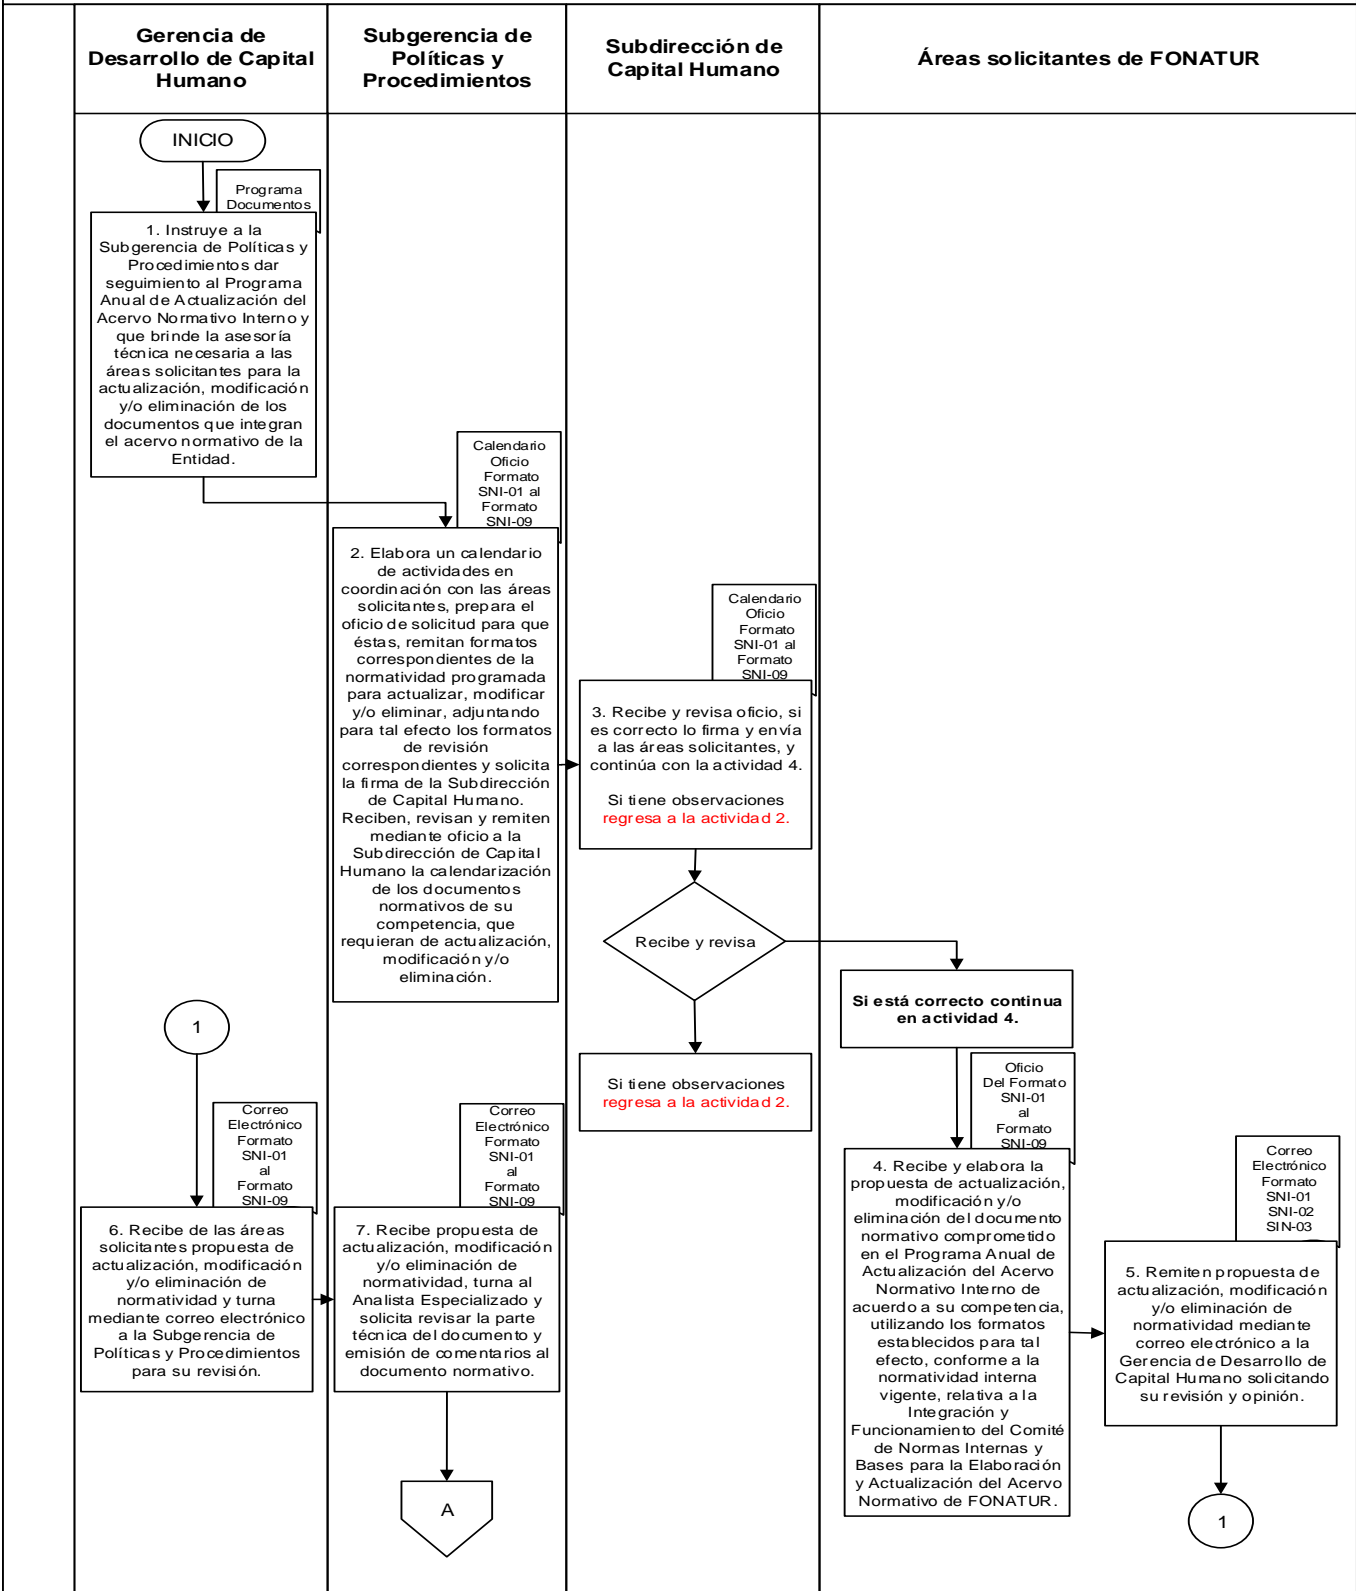 Gerencia de
Desarrollo de Capital
Humano
Subgerencia de
Políticas y
Procedimientos
Subdirección de
Capital Humano
Áreas solicitantes de FONATUR
INICIO
Programa
Documentos
1. Instruye a la
Subgerencia de Políticas y
Procedimientos dar
seguimiento al Programa
Anual de Actualización del
Acervo Normativo Interno y
que brinde la asesoría
técnica necesaria a las
áreas solicitantes para la
actualización, modificación
y/o eliminación de los
documentos que integran
el acervo normativo de la
Entidad.
Calendario
Oficio
Formato
SNI-01 al
Formato
SNI-09
2. Elabora un calendario
de actividades en
coordinación con las áreas
solicitantes, prepara el
oficio de solicitud para que
éstas, remitan formatos
correspondientes de la
normatividad programada
para actualizar, modificar
y/o eliminar, adjuntando
para tal efecto los formatos
de revisión
correspondientes y solicita
la firma de la Subdirección
de Capital Humano.
Reciben, revisan y remiten
mediante oficio a la
Subdirección de Capital
Humano la calendarización
de los documentos
normativos de su
competencia, que
requieran de actualización,
modificación y/o
eliminación.
Calendario
Oficio
Formato
SNI-01 al
Formato
SNI-09
3. Recibe y revisa oficio, si
es correcto lo firma y envía
a las áreas solicitantes, y
continúa con la actividad 4.
Si tiene observaciones
regresa a la actividad 2.
Recibe y revisa
Si tiene observaciones
regresa a la actividad 2.
Si está correcto continua
en actividad 4.
Oficio
Del Formato
SNI-01
al
Formato
SNI-09
4. Recibe y elabora la
propuesta de actualización,
modificación y/o
eliminación del documento
normativo comprometido
en el Programa Anual de
Actualización del Acervo
Normativo Interno de
acuerdo a su competencia,
utilizando los formatos
establecidos para tal
efecto, conforme a la
normatividad interna
vigente, relativa a la
Integración y
Funcionamiento del Comité
de Normas Internas y
Bases para la Elaboración
y Actualización del Acervo
Normativo de FONATUR.
Correo
Electrónico
Formato
SNI-01
SNI-02
SIN-03
5. Remiten propuesta de
actualización, modificación
y/o eliminación de
normatividad mediante
correo electrónico a la
Gerencia de Desarrollo de
Capital Humano solicitando
su revisión y opinión.
1
1
Correo
Electrónico
Formato
SNI-01
al
Formato
SNI-09
6. Recibe de las áreas
solicitantes propuesta de
actualización, modificación
y/o eliminación de
normatividad y turna
mediante correo electrónico
a la Subgerencia de
Políticas y Procedimientos
para su revisión.
Correo
Electrónico
Formato
SNI-01
al
Formato
SNI-09
7. Recibe propuesta de
actualización, modificación
y/o eliminación de
normatividad, turna al
Analista Especializado y
solicita revisar la parte
técnica del documento y
emisión de comentarios al
documento normativo.
A